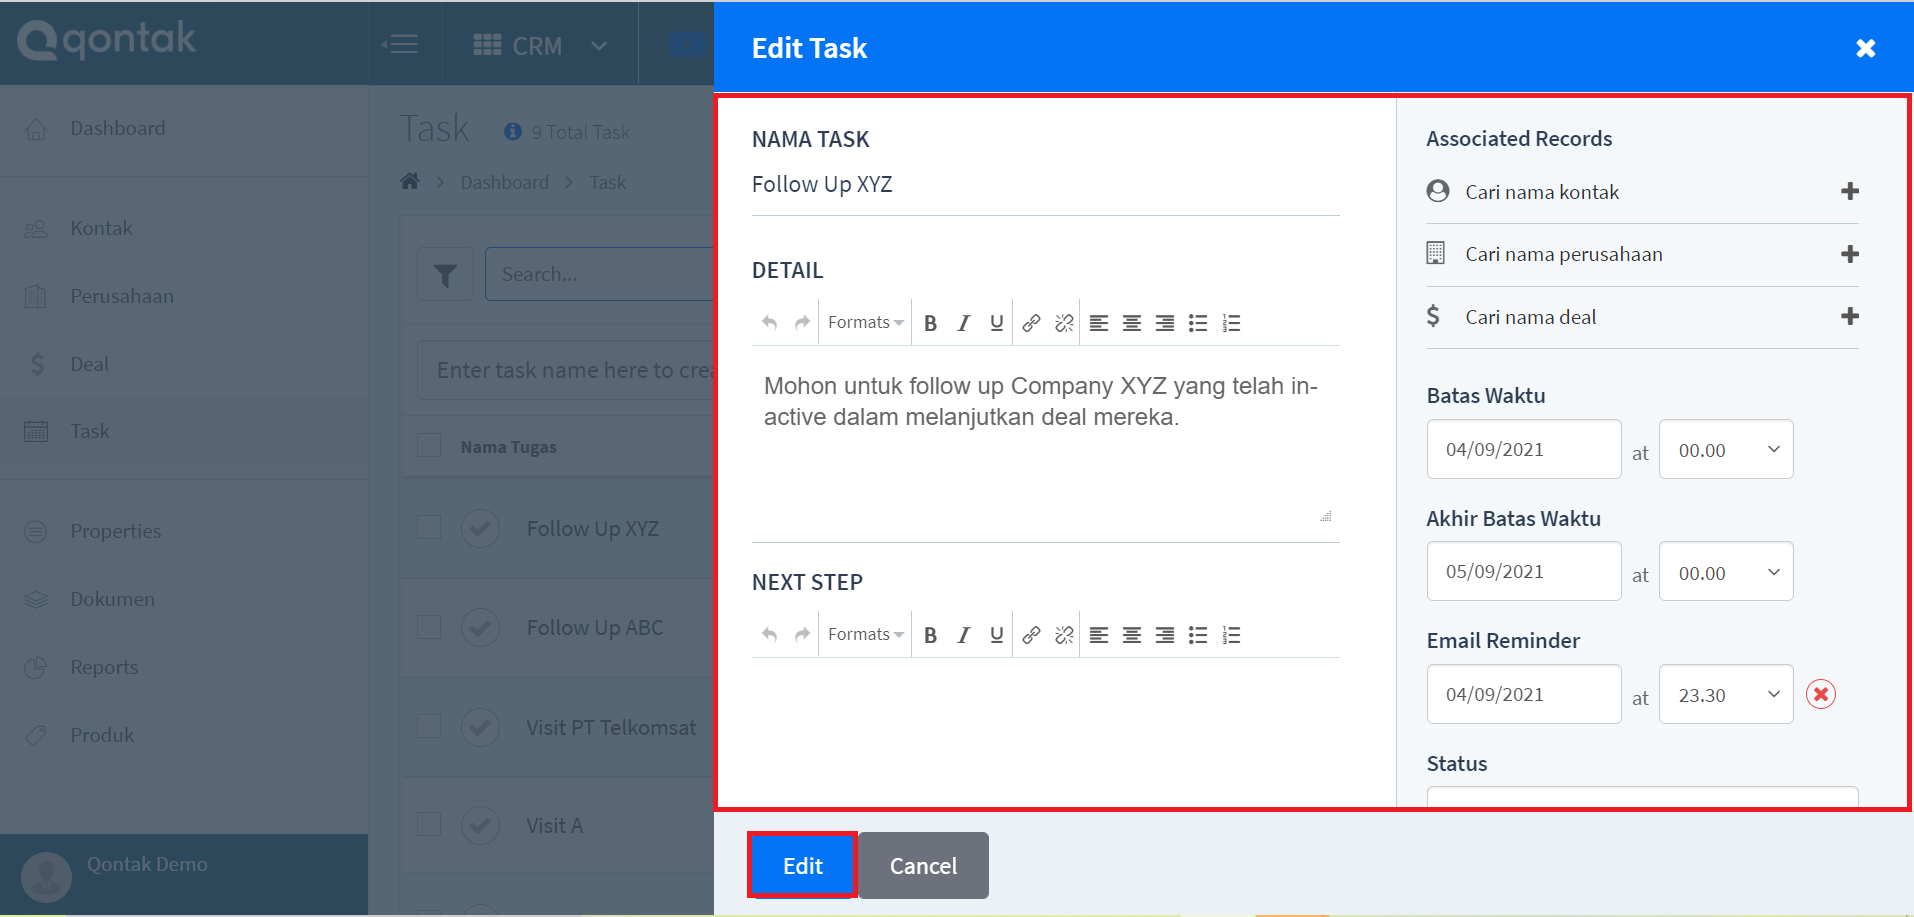 qontak
CRM
Dashboard
Kontak
Perusahaan
Deal
Task
Properties
Dokumen
Reports
Produk
Qontak Demo
Task
9 Total Task
Dashboard
Task
Search...
Enter task name here to crea
Nama Tugas
Follow Up XYZ
Follow Up ABC
Visit PT Telkomsat
Visit A
Edit Task
NAMA TASK
Follow Up XYZ
DETAIL
Formats B I U
Mohon untuk follow up Company XYZ yang telah in-
active dalam melanjutkan deal mereka.
NEXT STEP
Formats B I U
Associated Records
Cari nama kontak
Cari nama perusahaan
$ Cari nama deal
Batas Waktu
04/09/2021 at 00.00
Akhir Batas Waktu
05/09/2021 at 00.00
Email Reminder
04/09/2021 at 23.30
Status
Edit
Cancel